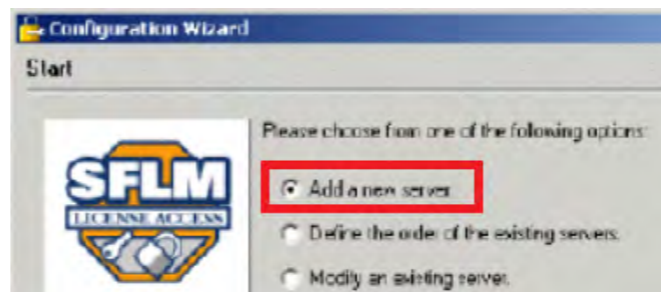 Configuration Wizard
Start
Please choose from one of the following options:
SFLM
LICENSE ACCESS
Add a new server.
Define the order of the existing servers.
Modify an existing server.